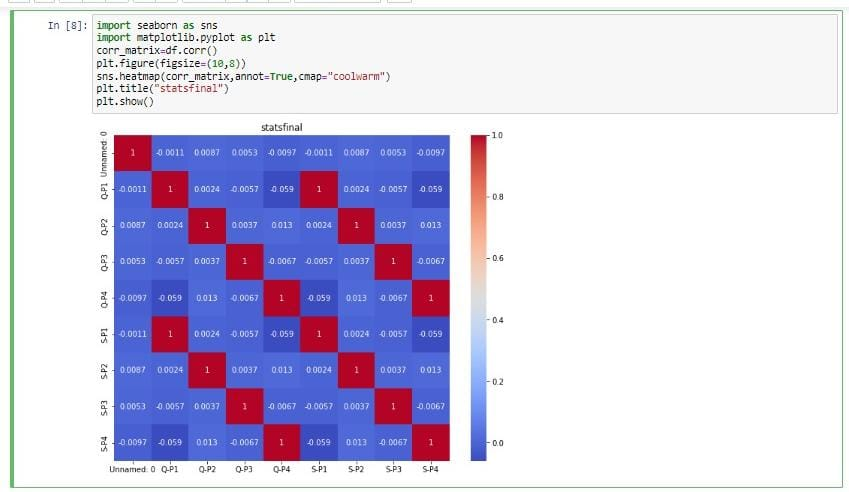 In [8]: import seaborn as sns
import matplotlib.pyplot as plt
corr_matrix=df.corr()
plt.figure(figsize=(10,8))
sns.heatmap(corr_matrix,annot=True,cmap="coolwarm")
plt.title("statsfinal")
plt.show()
statsfinal
Unnamed: 0 1 -0.0011 0.0087 0.0053 -0.0097 -0.0011 0.0087 0.0053 -0.0097
Q-P1 -0.0011 1 0.0024 -0.0057 -0.059 1 0.0024 -0.0057 -0.059
Q-P2 0.0087 0.0024 1 0.0037 0.013 0.0024 1 0.0037 0.013
Q-P3 0.0053 -0.0057 0.0037 1 -0.0067 -0.0057 0.0037 1 -0.0067
Q-P4 -0.0097 -0.059 0.013 -0.0067 1 -0.059 0.013 -0.0067 1
S-P1 -0.0011 1 0.0024 -0.0057 -0.059 1 0.0024 -0.0057 -0.059
S-P2 0.0087 0.0024 1 0.0037 0.013 0.0024 1 0.0037 0.013
S-P3 0.0053 -0.0057 0.0037 1 -0.0067 -0.0057 0.0037 1 -0.0067
S-P4 -0.0097 -0.059 0.013 -0.0067 1 -0.059 0.013 -0.0067 1
Unnamed: 0 Q-P1 Q-P2 Q-P3 Q-P4 S-P1 S-P2 S-P3 S-P4
1.0
0.8
0.6
0.4
0.2
0.0